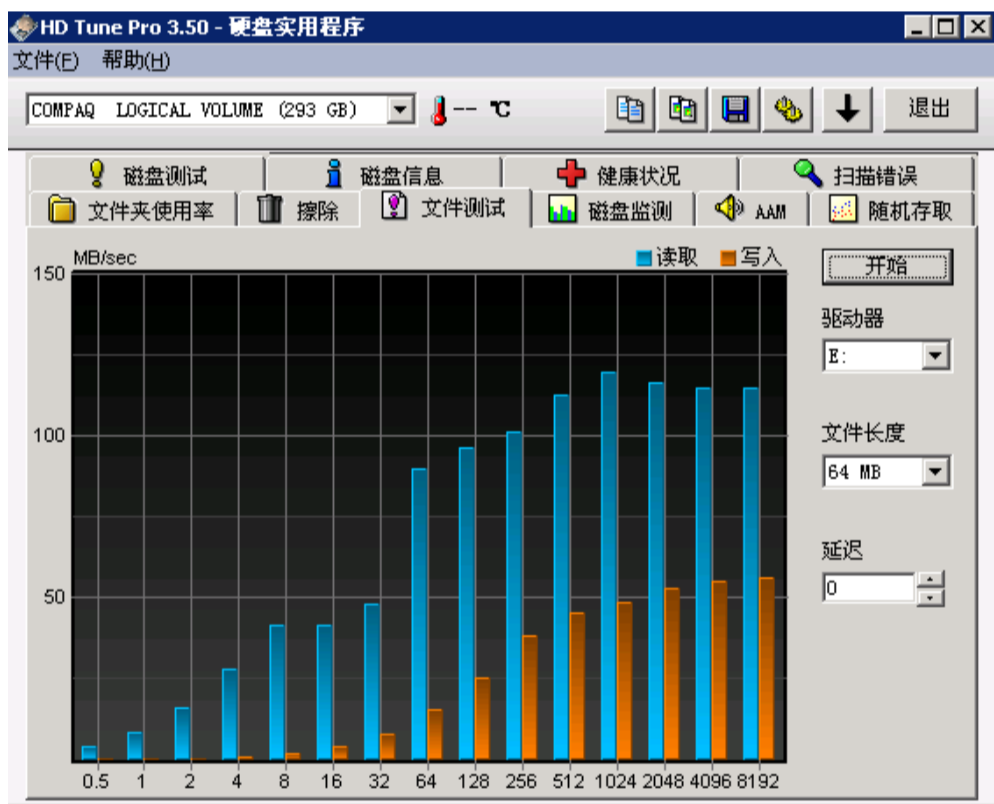 HD Tune Pro 3.50 - 硬盘实用程序
文件(F) 帮助(H)
COMPAQ LOGICAL VOLUME (293 GB) -- ℃ 退出
磁盘测试 磁盘信息 健康状况 扫描错误
文件夹使用率 擦除 文件测试 磁盘监测 AAM 随机存取
MB/sec 读取 写入
150
100
50
0.5 1 2 4 8 16 32 64 128 256 512 1024 2048 4096 8192
开始
驱动器
E:
文件长度
64 MB
延迟
0